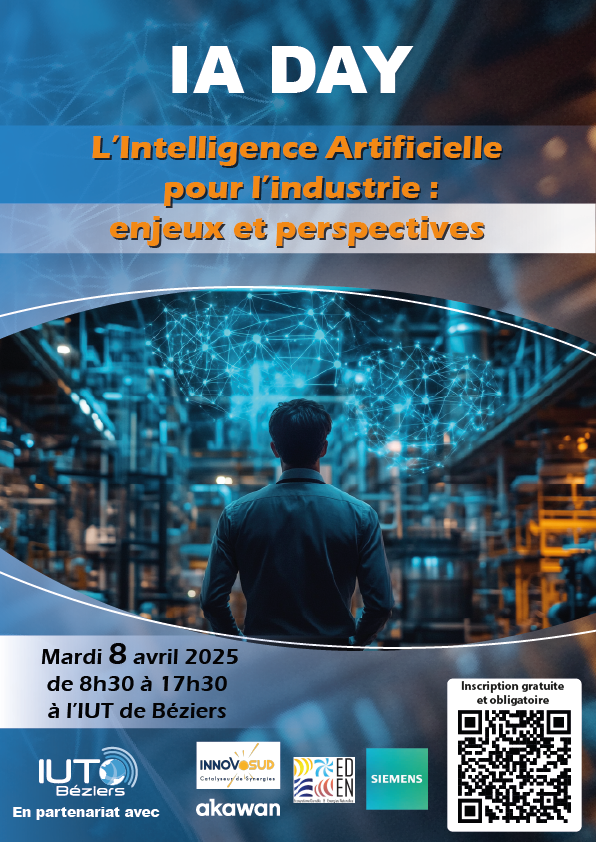 IA DAY
L'Intelligence Artificielle
pour l'industrie :
enjeux et perspectives
Mardi 8 avril 2025
de 8h30 à 17h30
à l'IUT de Béziers
Inscription gratuite
et obligatoire
IUT
Béziers
En partenariat avec
INNOVOSUD
Catalyseur de Synergies
akawan
ED
EN
SIEMENS